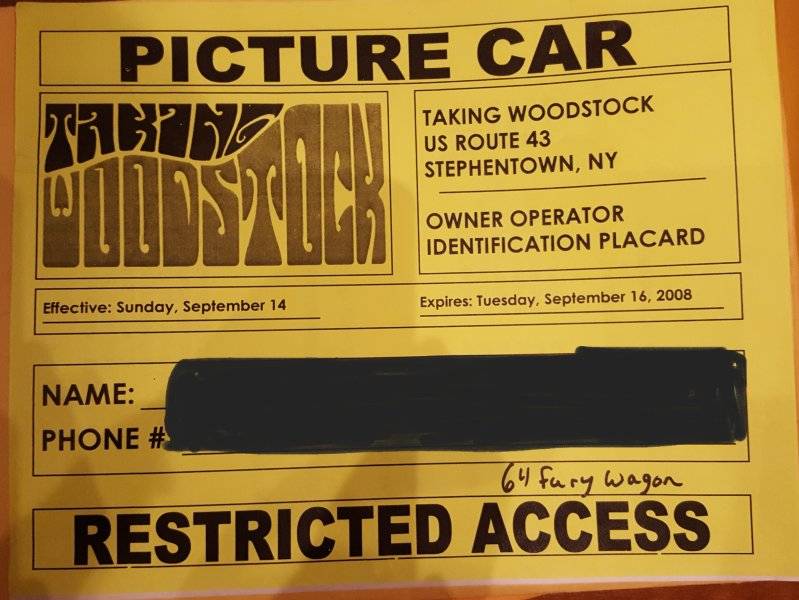 PICTURE CAR
TAKING
WOODSTOCK
TAKING WOODSTOCK
US ROUTE 43
STEPHENTOWN, NY
OWNER OPERATOR
IDENTIFICATION PLACARD
Effective: Sunday, September 14
Expires: Tuesday, September 16, 2008
NAME:
PHONE #
64 Fury Wagon
RESTRICTED ACCESS